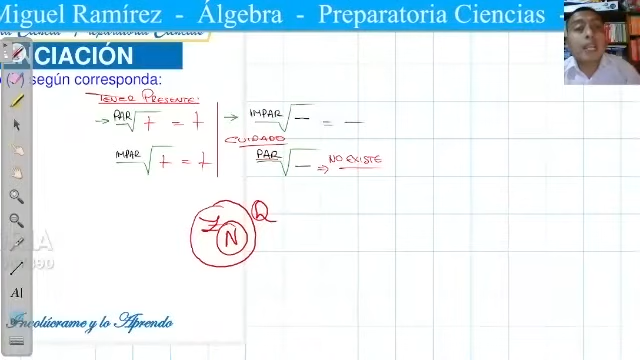 Miguel Ramírez - Álgebra - Preparatoria Ciencias -
CIACIÓN
) según corresponda:
TENER PRESENTE:
→ PAR√+ = +
→ IMPAR√− = −
CUIDADO
IMPAR√+ = +
PAR√− ⇒ NO EXISTE
Z N Q
A
Involúcrame y lo Aprendo